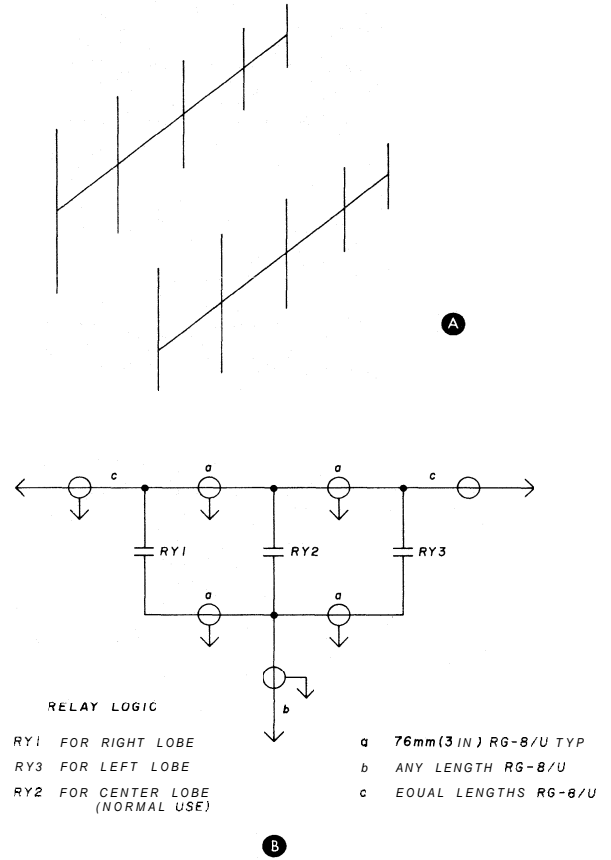 A
c a a c
RY1 RY2 RY3
a a
b
RELAY LOGIC
RY1 FOR RIGHT LOBE
RY3 FOR LEFT LOBE
RY2 FOR CENTER LOBE
(NORMAL USE)
a 76mm(3 IN) RG-8/U TYP
b ANY LENGTH RG-8/U
c EQUAL LENGTHS RG-8/U
B